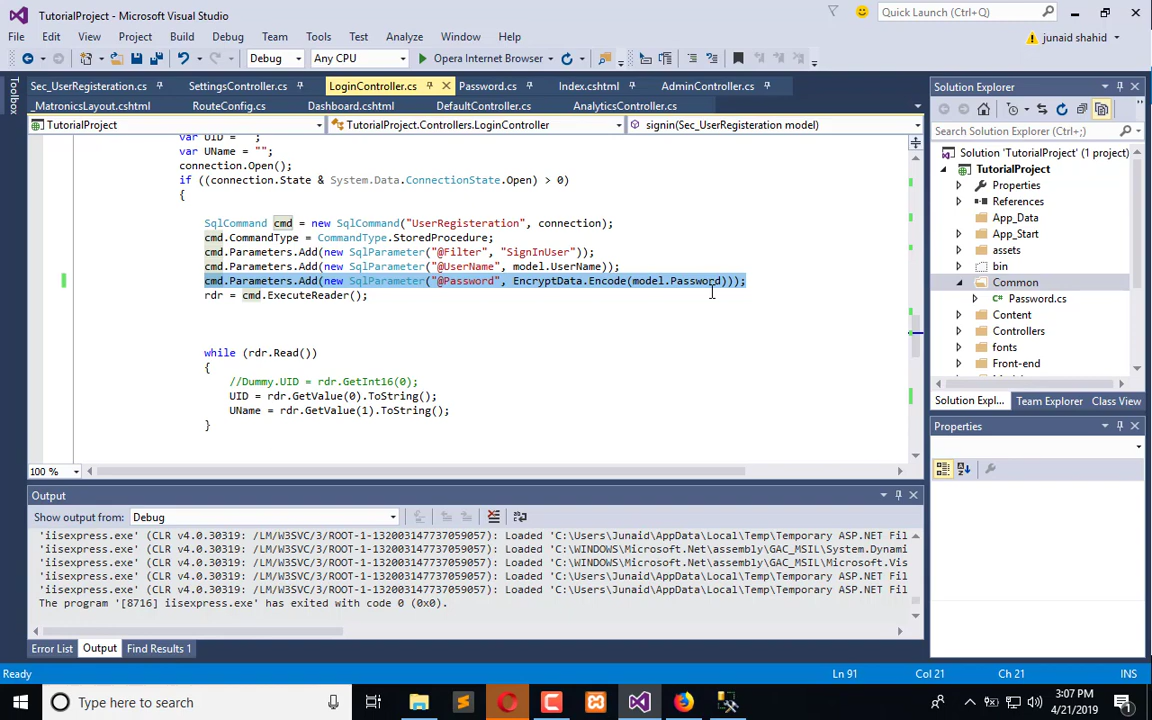 TutorialProject - Microsoft Visual Studio
Quick Launch (Ctrl+Q)
File Edit View Project Build Debug Team Tools Test Analyze Window Help
junaid shahid
Debug Any CPU Opera Internet Browser
Toolbox
Sec_UserRegistration.cs SettingsController.cs LoginController.cs Password.cs Index.cshtml AdminController.cs
_MatronicsLayout.cshtml RouteConfig.cs Dashboard.cshtml DefaultController.cs AnalyticsController.cs
TutorialProject TutorialProject.Controllers.LoginController signin(Sec_UserRegisteration model)
var UID = "";
var UName = "";
connection.Open();
if ((connection.State & System.Data.ConnectionState.Open) > 0)
{
SqlCommand cmd = new SqlCommand("UserRegisteration", connection);
cmd.CommandType = CommandType.StoredProcedure;
cmd.Parameters.Add(new SqlParameter("@Filter", "SignInUser"));
cmd.Parameters.Add(new SqlParameter("@UserName", model.UserName));
cmd.Parameters.Add(new SqlParameter("@Password", EncryptData.Encode(model.Password)));
rdr = cmd.ExecuteReader();
while (rdr.Read())
{
//Dummy.UID = rdr.GetInt16(0);
UID = rdr.GetValue(0).ToString();
UName = rdr.GetValue(1).ToString();
}
100 %
Solution Explorer
Search Solution Explorer (Ctrl+;)
Solution 'TutorialProject' (1 project)
TutorialProject
Properties
References
App_Data
App_Start
assets
bin
Common
Password.cs
Content
Controllers
fonts
Front-end
Solution Expl... Team Explorer Class View
Properties
Output
Show output from: Debug
'iisexpress.exe' (CLR v4.0.30319: /LM/W3SVC/3/ROOT-1-132003147737059057): Loaded 'C:\Users\Junaid\AppData\Local\Temp\Temporary ASP.NET Fil
'iisexpress.exe' (CLR v4.0.30319: /LM/W3SVC/3/ROOT-1-132003147737059057): Loaded 'C:\WINDOWS\Microsoft.Net\assembly\GAC_MSIL\System.Dynami
'iisexpress.exe' (CLR v4.0.30319: /LM/W3SVC/3/ROOT-1-132003147737059057): Loaded 'C:\WINDOWS\Microsoft.Net\assembly\GAC_MSIL\Microsoft.Vis
'iisexpress.exe' (CLR v4.0.30319: /LM/W3SVC/3/ROOT-1-132003147737059057): Loaded 'C:\Users\Junaid\AppData\Local\Temp\Temporary ASP.NET Fil
'iisexpress.exe' (CLR v4.0.30319: /LM/W3SVC/3/ROOT-1-132003147737059057): Loaded 'C:\Users\Junaid\AppData\Local\Temp\Temporary ASP.NET Fil
The program '[8716] iisexpress.exe' has exited with code 0 (0x0).
Error List Output Find Results 1
Ready Ln 91 Col 21 Ch 21 INS
Type here to search
3:07 PM
4/21/2019
1